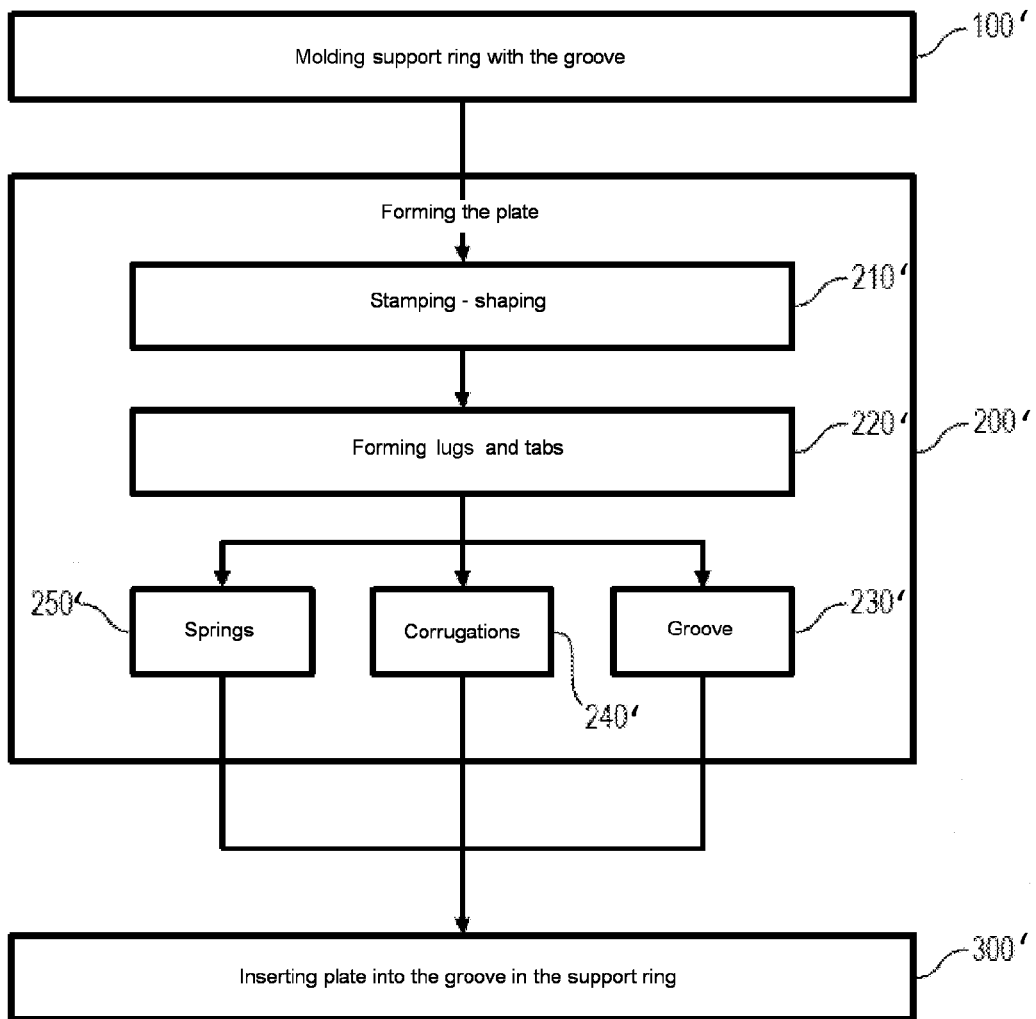 100‘
Molding support ring with the groove
Forming the plate
210‘
Stamping - shaping
220‘
200‘
Forming lugs and tabs
250‘
Springs
Corrugations
Groove
230‘
240‘
300‘
Inserting plate into the groove in the support ring